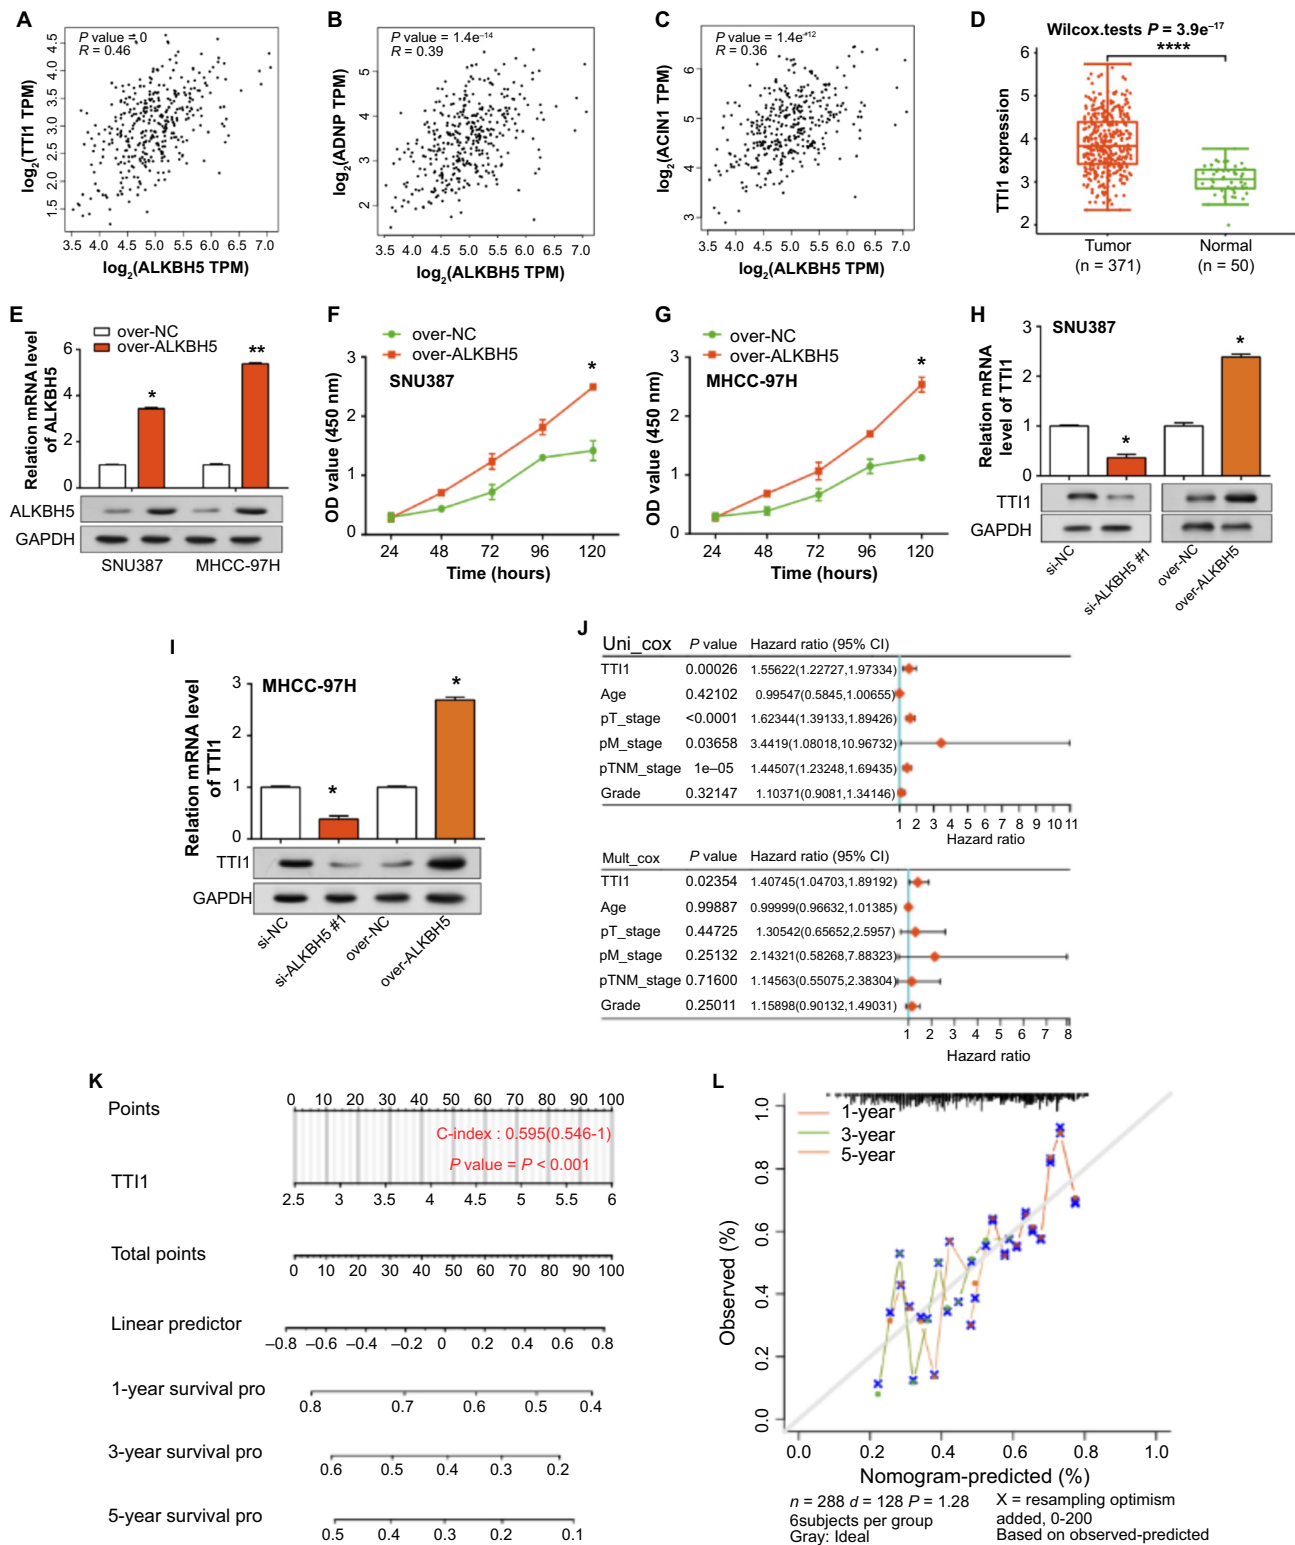 A
P value = 0
R = 0.46
log2(TTI1 TPM)
4.5
4.0
3.5
3.0
2.5
2.0
1.5
3.5 4.0 4.5 5.0 5.5 6.0 6.5 7.0
log2(ALKBH5 TPM)
B
P value = 1.4e–14
R = 0.39
log2(ADNP TPM)
5
4
3
2
3.5 4.0 4.5 5.0 5.5 6.0 6.5 7.0
log2(ALKBH5 TPM)
C
P value = 1.4e–12
R = 0.36
log2(ACIN1 TPM)
6
5
4
3
3.5 4.0 4.5 5.0 5.5 6.0 6.5 7.0
log2(ALKBH5 TPM)
D
Wilcox.tests P = 3.9e–17
****
TTI1 expression
6
5
4
3
2
Tumor Normal
(n = 371) (n = 50)
E
over-NC
over-ALKBH5
Relation mRNA level of ALKBH5
6
4
2
0
* **
ALKBH5
GAPDH
SNU387 MHCC-97H
F
over-NC
over-ALKBH5
SNU387
*
OD value (450 nm)
3
2
1
0
24 48 72 96 120
Time (hours)
G
over-NC
over-ALKBH5
MHCC-97H
*
OD value (450 nm)
3
2
1
0
24 48 72 96 120
Time (hours)
H
SNU387
Relation mRNA level of TTI1
3
2
1
0
* *
TTI1
GAPDH
si-NC si-ALKBH5 #1 over-NC over-ALKBH5
I
MHCC-97H
Relation mRNA level of TTI1
3
2
1
0
* *
TTI1
GAPDH
si-NC si-ALKBH5 #1 over-NC over-ALKBH5
J
Uni_cox P value Hazard ratio (95% CI)
TTI1 0.00026 1.55622(1.22727,1.97334)
Age 0.42102 0.99547(0.5845,1.00655)
pT_stage <0.0001 1.62344(1.39133,1.89426)
pM_stage 0.03658 3.4419(1.08018,10.96732)
pTNM_stage 1e–05 1.44507(1.23248,1.69435)
Grade 0.32147 1.10371(0.9081,1.34146)
1 2 3 4 5 6 7 8 9 10 11
Hazard ratio
Mult_cox P value Hazard ratio (95% CI)
TTI1 0.02354 1.40745(1.04703,1.89192)
Age 0.99887 0.99999(0.96632,1.01385)
pT_stage 0.44725 1.30542(0.65652,2.5957)
pM_stage 0.25132 2.14321(0.58268,7.88323)
pTNM_stage 0.71600 1.14563(0.55075,2.38304)
Grade 0.25011 1.15898(0.90132,1.49031)
1 2 3 4 5 6 7 8
Hazard ratio
K
Points
0 10 20 30 40 50 60 70 80 90 100
C-index : 0.595(0.546-1)
P value = P < 0.001
TTI1
2.5 3 3.5 4 4.5 5 5.5 6
Total points
0 10 20 30 40 50 60 70 80 90 100
Linear predictor
–0.8 –0.6 –0.4 –0.2 0 0.2 0.4 0.6 0.8
1-year survival pro
0.8 0.7 0.6 0.5 0.4
3-year survival pro
0.6 0.5 0.4 0.3 0.2
5-year survival pro
0.5 0.4 0.3 0.2 0.1
L
1-year
3-year
5-year
Observed (%)
1.0
0.8
0.6
0.4
0.2
0.0
0.0 0.2 0.4 0.6 0.8 1.0
Nomogram-predicted (%)
n = 288 d = 128 P = 1.28
6subjects per group
Gray: Ideal
X = resampling optimism
added, 0-200
Based on observed-predicted